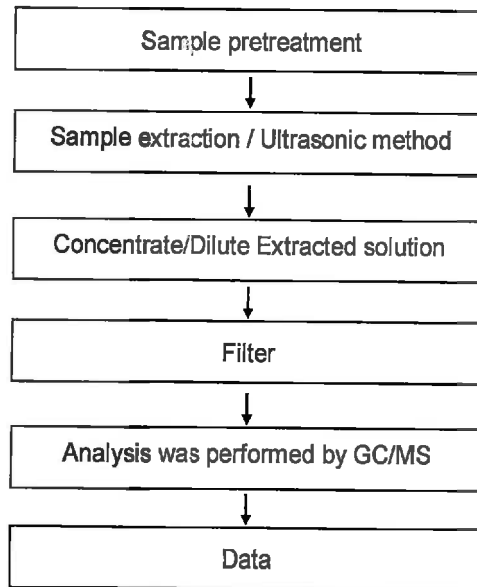 Sample pretreatment
Sample extraction / Ultrasonic method
Concentrate/Dilute Extracted solution
Filter
Analysis was performed by GC/MS
Data